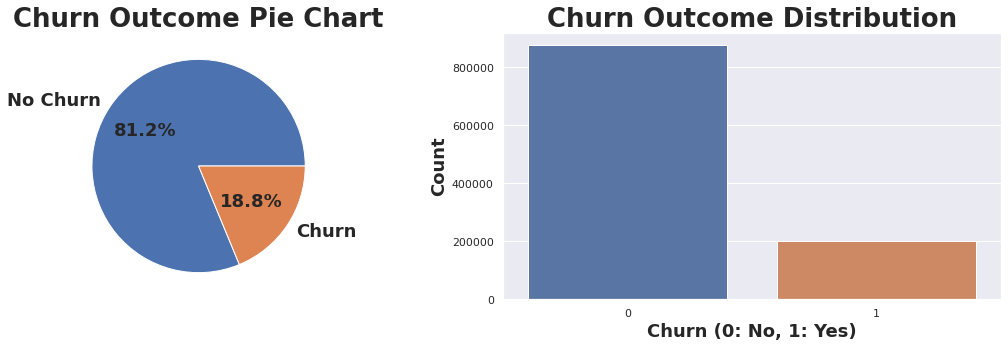 Churn Outcome Pie Chart
No Churn
81.2%
18.8%
Churn
Churn Outcome Distribution
Count
800000
600000
400000
200000
0
0
1
Churn (0: No, 1: Yes)